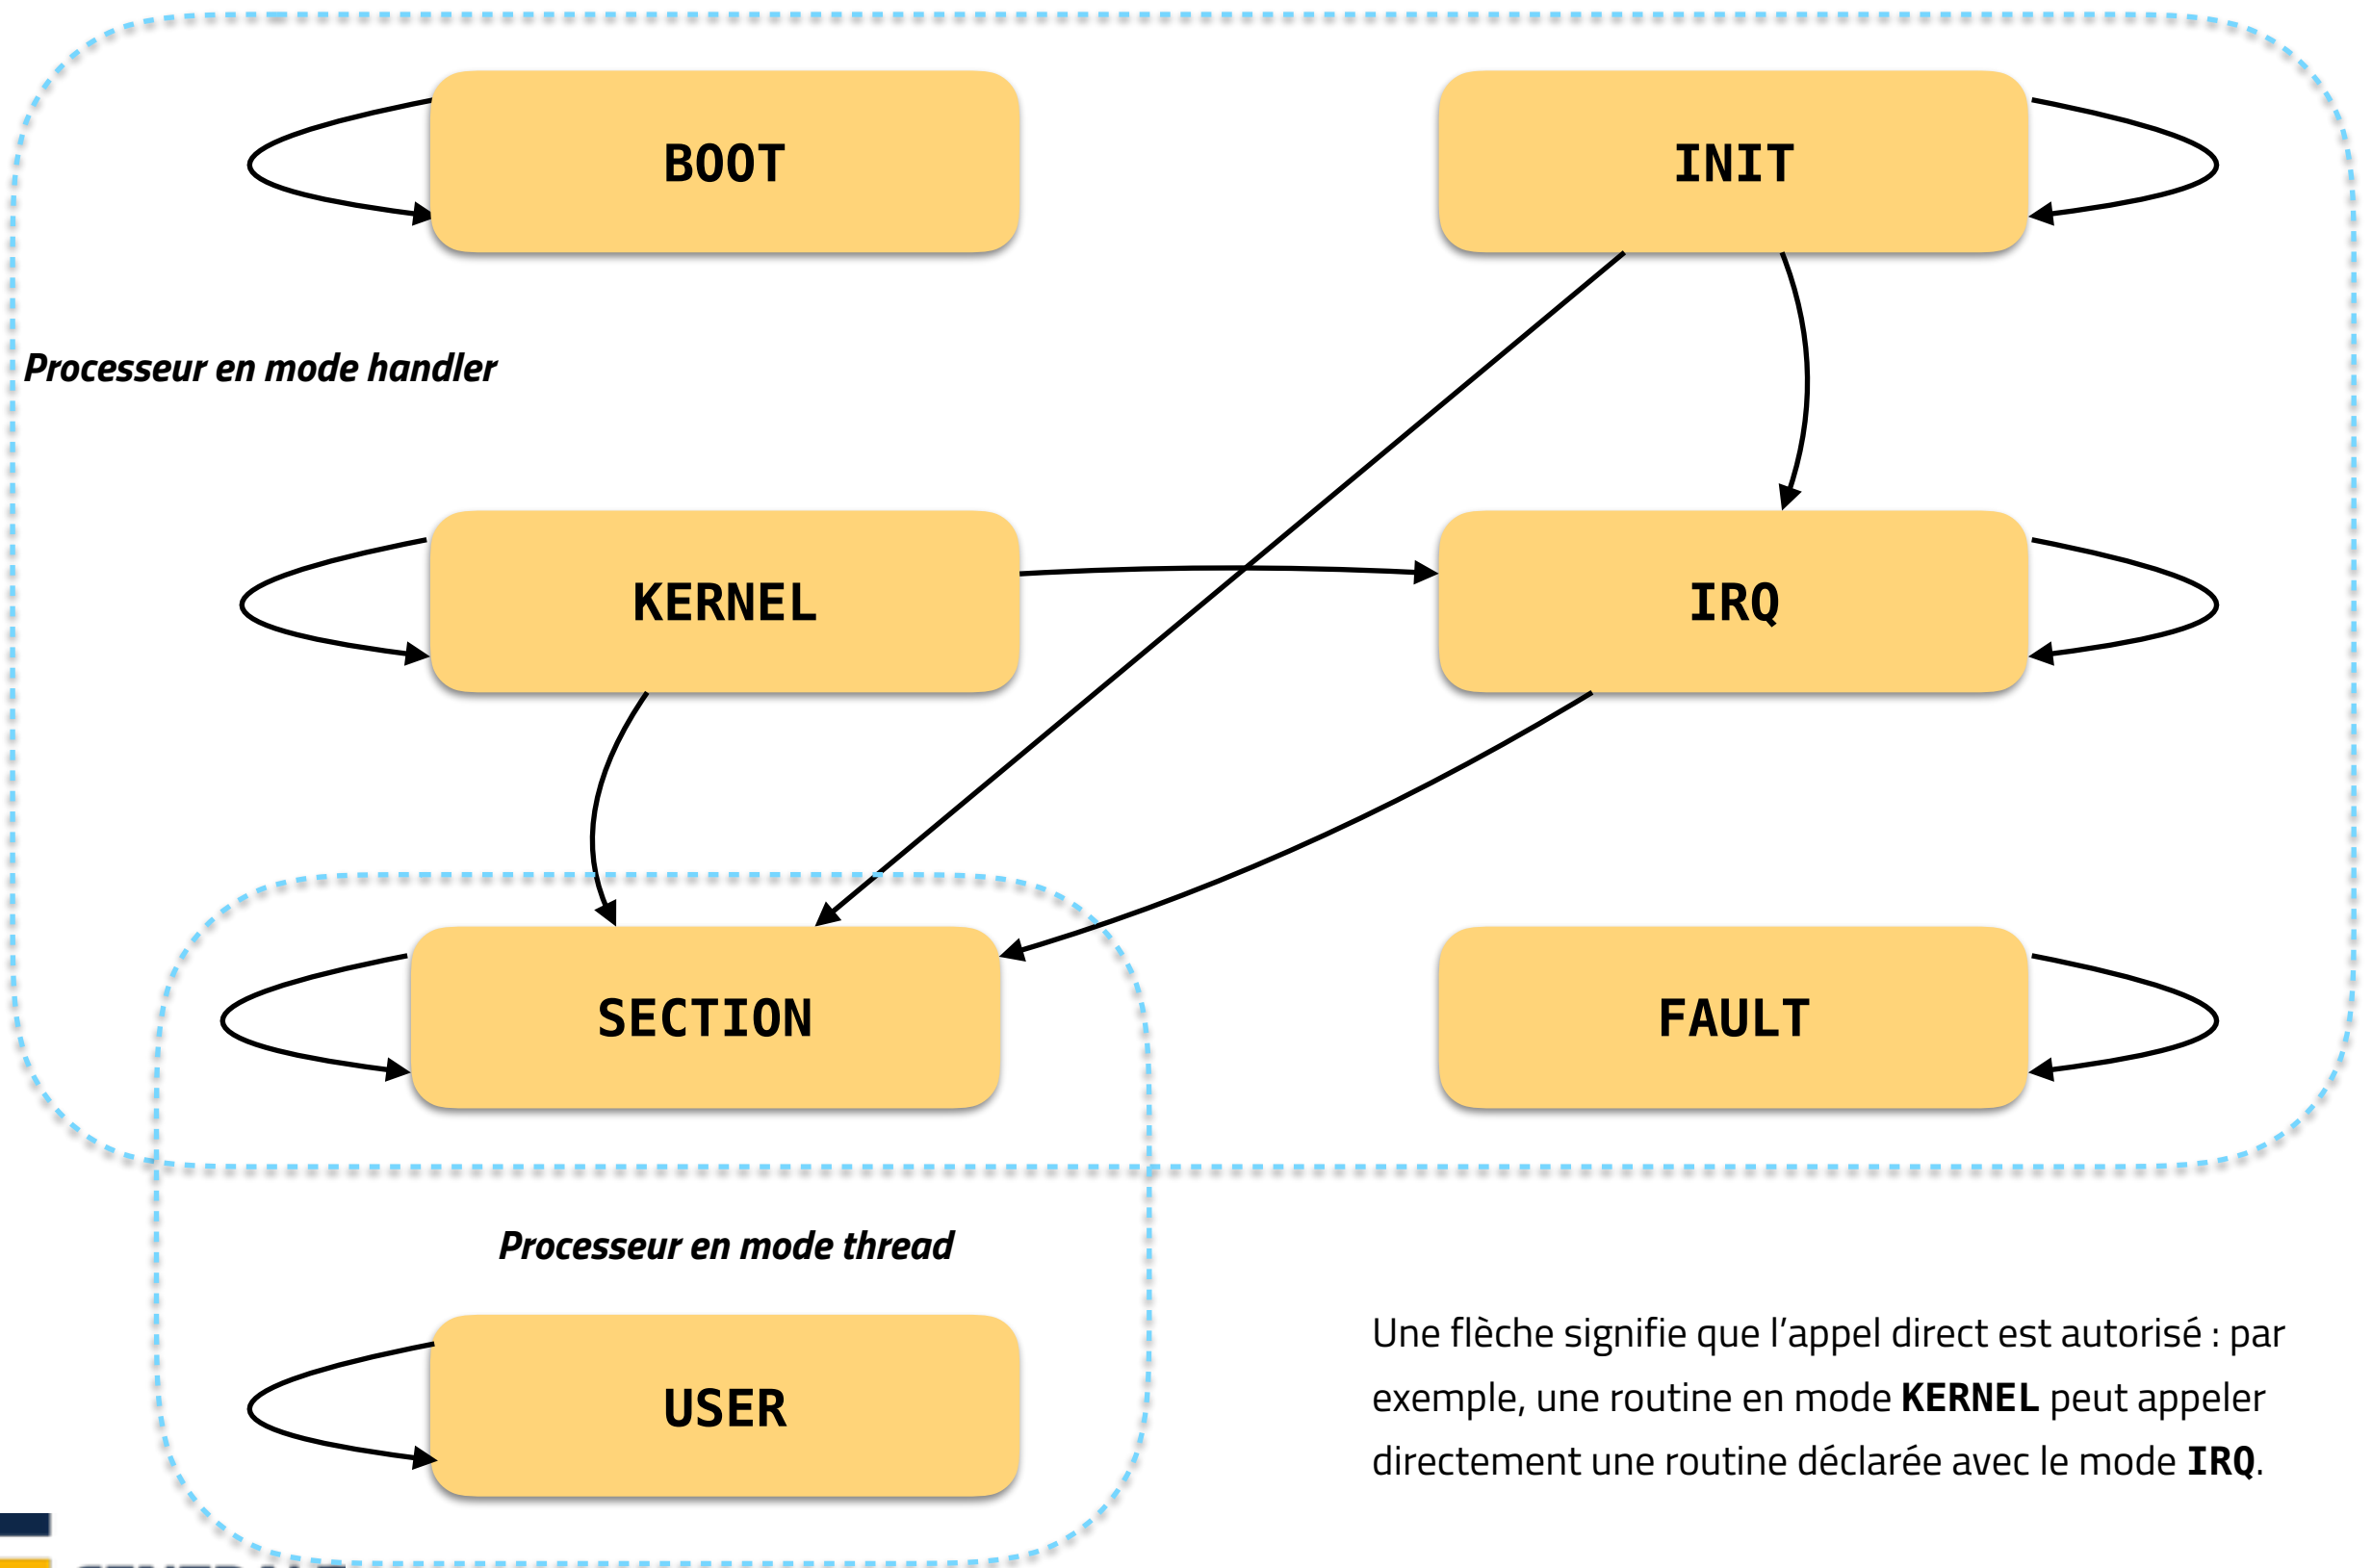 BOOT
INIT
Processeur en mode handler
KERNEL
IRQ
SECTION
FAULT
Processeur en mode thread
USER
Une flèche signifie que l’appel direct est autorisé : par
exemple, une routine en mode KERNEL peut appeler
directement une routine déclarée avec le mode IRQ.